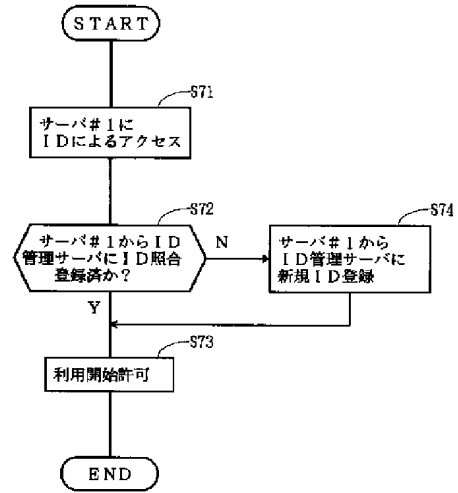 START
S71
サーバ#1に
IDによるアクセス
S72
サーバ#1からID
管理サーバにID照合
登録済か?
N
S74
サーバ#1から
ID管理サーバに
新規ID登録
Y
S73
利用開始許可
END